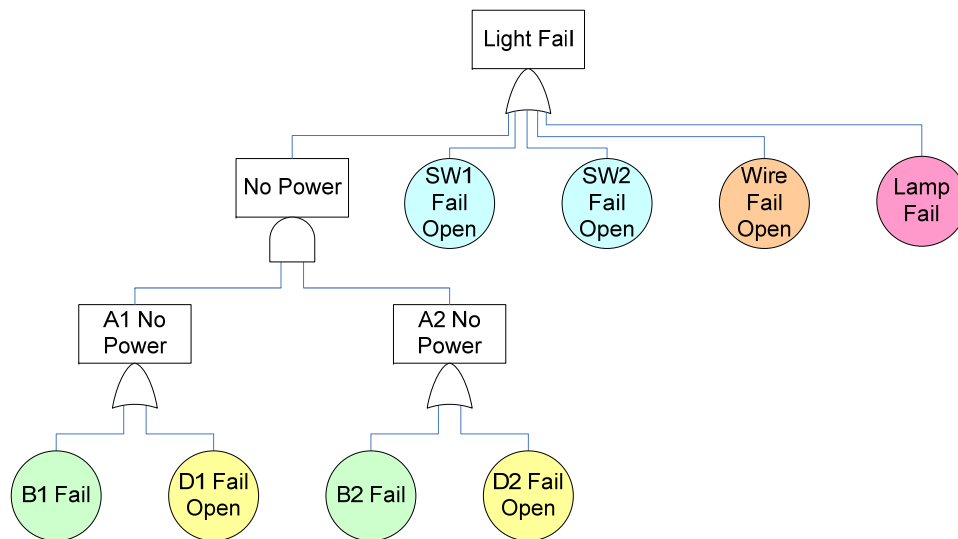 Light Fail
No Power
SW1
Fail
Open
SW2
Fail
Open
Wire
Fail
Open
Lamp
Fail
A1 No
Power
A2 No
Power
B1 Fail
D1 Fail
Open
B2 Fail
D2 Fail
Open